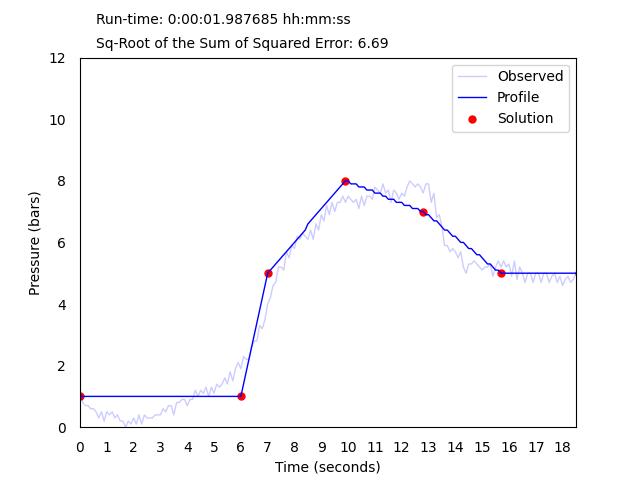 Run-time: 0:00:01.987685 hh:mm:ss
Sq-Root of the Sum of Squared Error: 6.69
Observed
Profile
Solution
12
10
8
6
4
2
0
Pressure (bars)
0 1 2 3 4 5 6 7 8 9 10 11 12 13 14 15 16 17 18
Time (seconds)